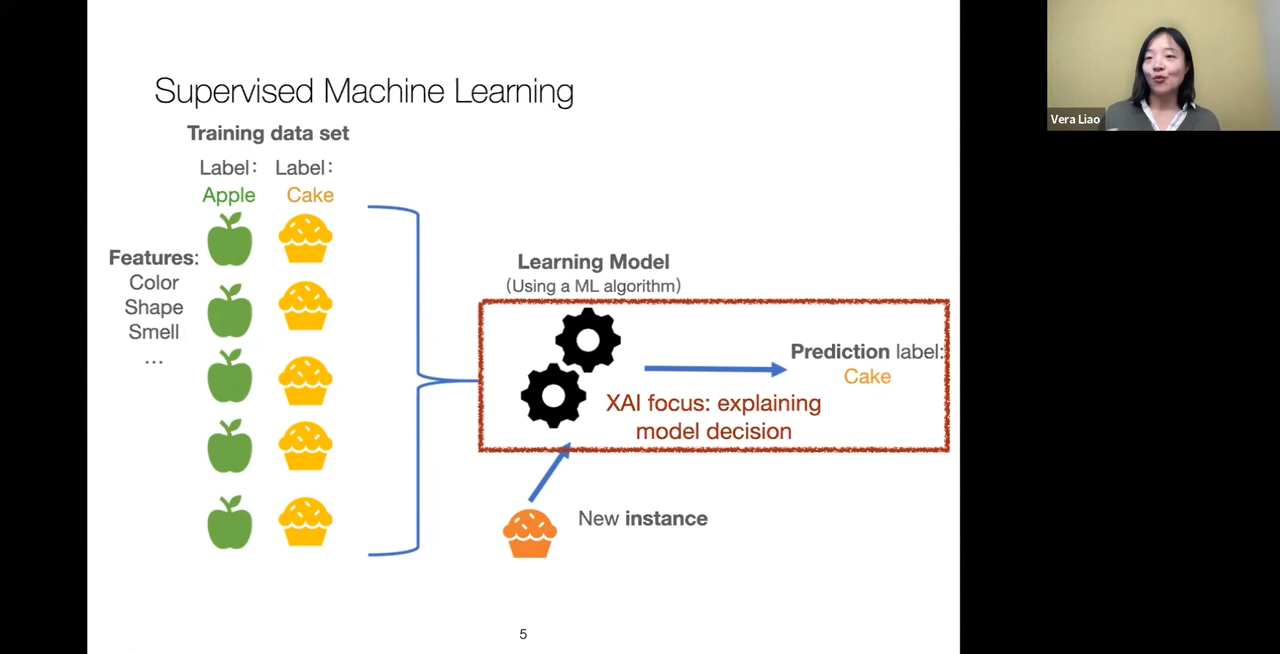 Supervised Machine Learning
Training data set
Label: Label:
Apple Cake
Features:
Color
Shape
Smell
...
Learning Model
(Using a ML algorithm)
Prediction label:
Cake
XAI focus: explaining
model decision
New instance
5
Vera Liao